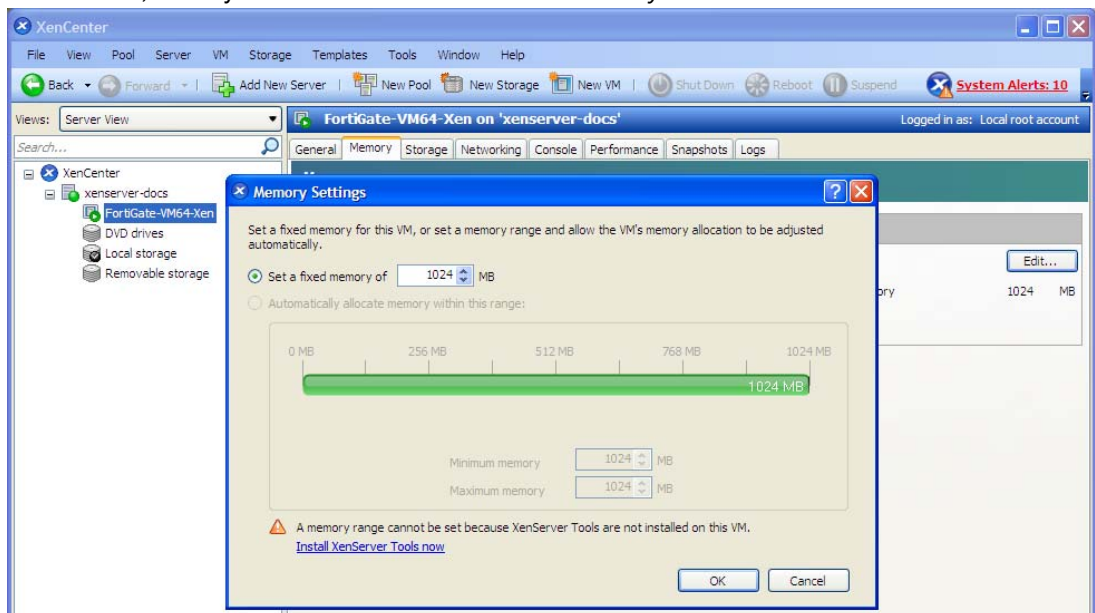 XenCenter
File View Pool Server VM Storage Templates Tools Window Help
Back Forward Add New Server New Pool New Storage New VM Shut Down Reboot Suspend System Alerts: 10
Views: Server View FortiGate-VM64-Xen on 'xenserver-docs' Logged in as: Local root account
Search... General Memory Storage Networking Console Performance Snapshots Logs
XenCenter
xenserver-docs
FortiGate-VM64-Xen
DVD drives
Local storage
Removable storage
Memory Settings
Set a fixed memory for this VM, or set a memory range and allow the VM's memory allocation to be adjusted
automatically.
Edit...
Set a fixed memory of 1024 MB
ory 1024 MB
Automatically allocate memory within this range:
0 MB 256 MB 512 MB 768 MB 1024 MB
1024 MB
Minimum memory 1024 MB
Maximum memory 1024 MB
A memory range cannot be set because XenServer Tools are not installed on this VM.
Install XenServer Tools now
OK Cancel